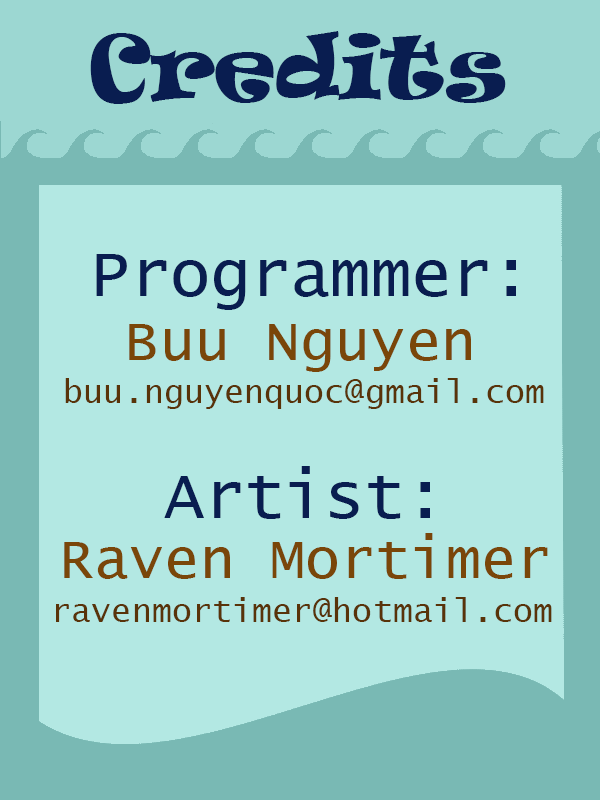 Credits
Programmer:
Buu Nguyen
buu.nguyenquoc@gmail.com
Artist:
Raven Mortimer
ravenmortimer@hotmail.com